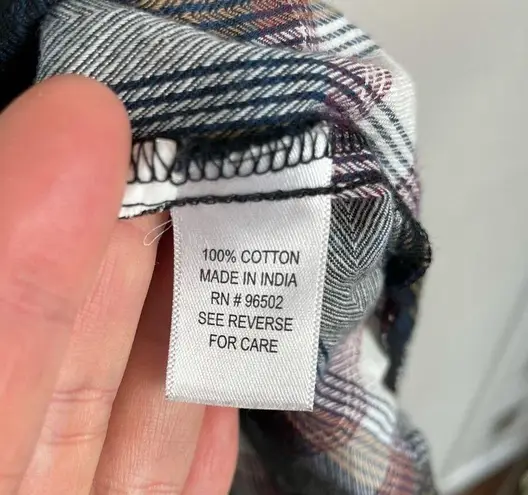 100% COTTON
MADE IN INDIA
RN # 96502
SEE REVERSE
FOR CARE